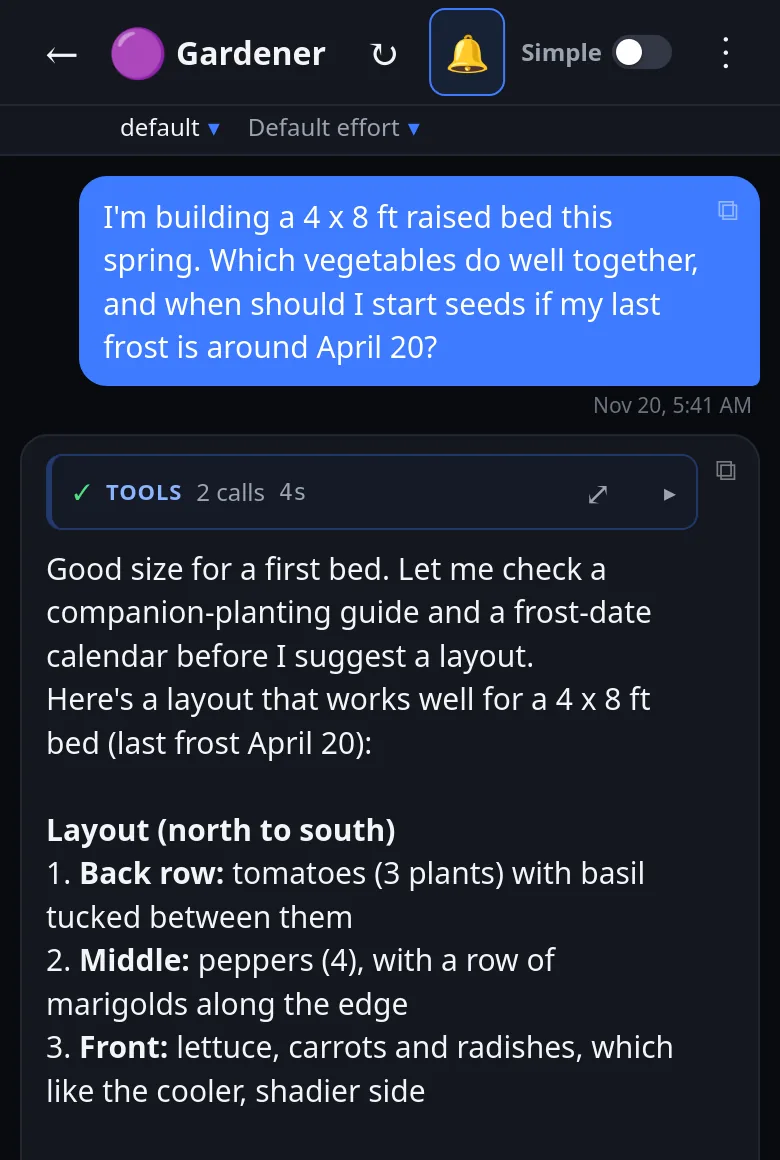 Gardener
Simple
default
Default effort
I'm building a 4 x 8 ft raised bed this
spring. Which vegetables do well together,
and when should I start seeds if my last
frost is around April 20?
Nov 20, 5:41 AM
✓ TOOLS 2 calls 4s
Good size for a first bed. Let me check a
companion-planting guide and a frost-date
calendar before I suggest a layout.
Here's a layout that works well for a 4 x 8 ft
bed (last frost April 20):
Layout (north to south)
1. Back row: tomatoes (3 plants) with basil
tucked between them
2. Middle: peppers (4), with a row of
marigolds along the edge
3. Front: lettuce, carrots and radishes, which
like the cooler, shadier side